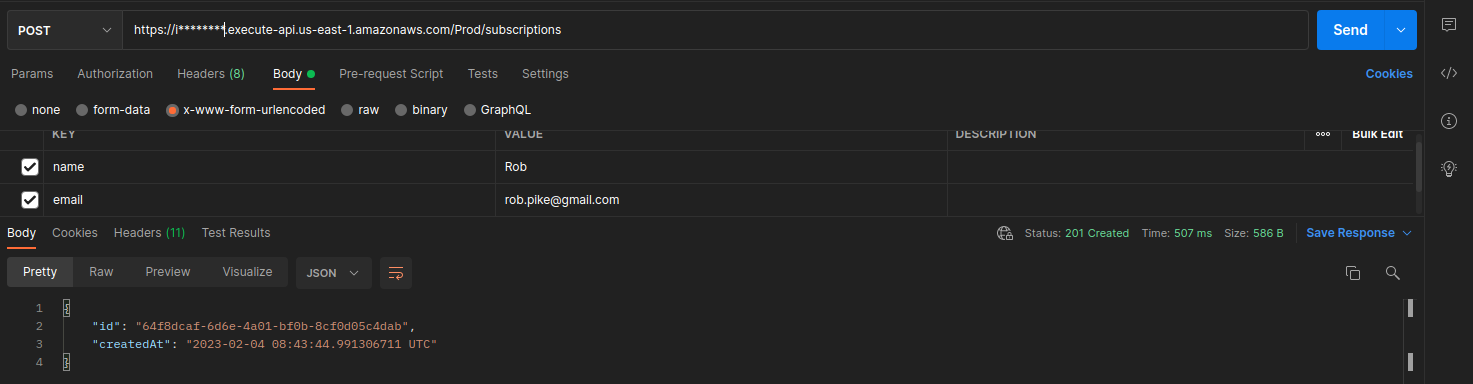 POST https://i********.execute-api.us-east-1.amazonaws.com/Prod/subscriptions Send
Params Authorization Headers (8) Body Pre-request Script Tests Settings Cookies
none form-data x-www-form-urlencoded raw binary GraphQL
KEY VALUE DESCRIPTION ooo Bulk Edit
name Rob
email rob.pike@gmail.com
Body Cookies Headers (11) Test Results Status: 201 Created Time: 507 ms Size: 586 B Save Response
Pretty Raw Preview Visualize JSON
1 {
2 "id": "64f8dcaf-6d6e-4a01-bf0b-8cf0d05c4dab",
3 "createdAt": "2023-02-04 08:43:44.991306711 UTC"
4 }